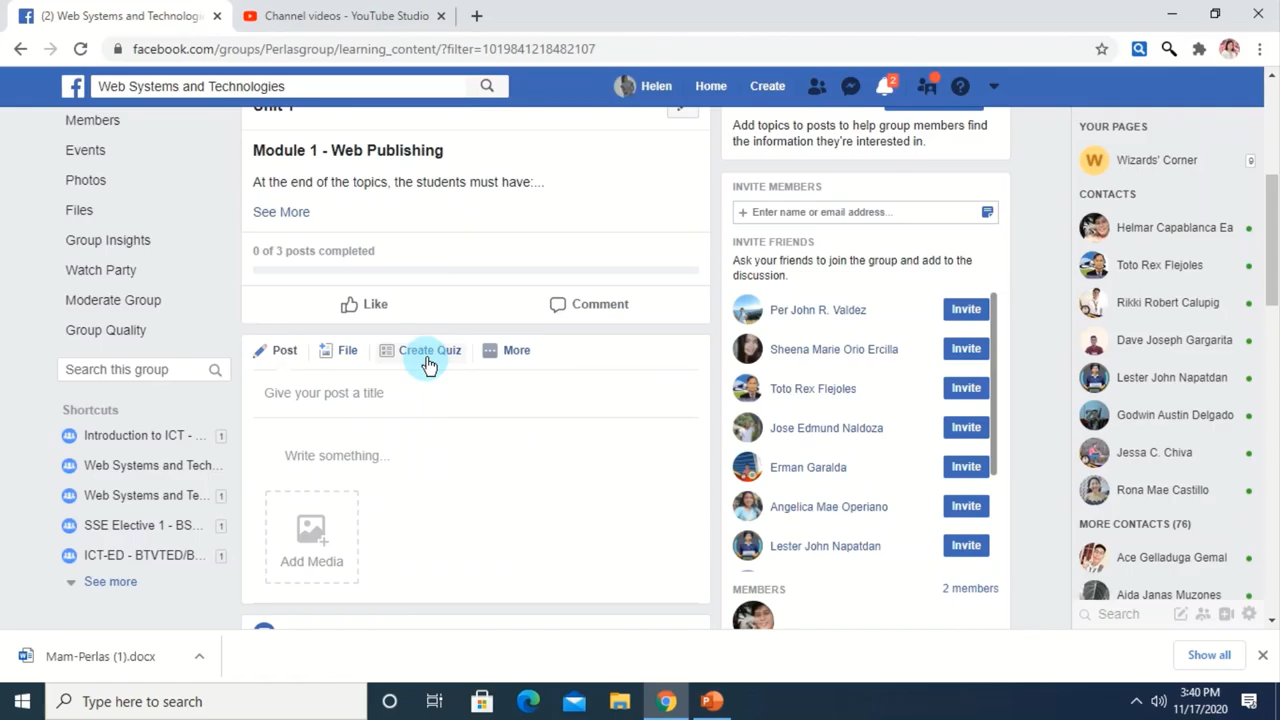 (2) Web Systems and Technologi
Channel videos - YouTube Studio
facebook.com/groups/Perlasgroup/learning_content/?filter=1019841218482107
Web Systems and Technologies
Helen
Home
Create
2
Members
Events
Photos
Files
Group Insights
Watch Party
Moderate Group
Group Quality
Search this group
Shortcuts
Introduction to ICT - ... 1
Web Systems and Tech...
Web Systems and Te... 1
SSE Elective 1 - BS... 1
ICT-ED - BTVTED/B... 1
See more
Unit 1
Module 1 - Web Publishing
At the end of the topics, the students must have:...
See More
0 of 3 posts completed
Like
Comment
Post
File
Create Quiz
More
Give your post a title
Write something...
Add Media
Add topics to posts to help group members find
the information they're interested in.
INVITE MEMBERS
+ Enter name or email address...
INVITE FRIENDS
Ask your friends to join the group and add to the
discussion.
Per John R. Valdez Invite
Sheena Marie Orio Ercilla Invite
Toto Rex Flejoles Invite
Jose Edmund Naldoza Invite
Erman Garalda Invite
Angelica Mae Operiano Invite
Lester John Napatdan Invite
MEMBERS
2 members
YOUR PAGES
W Wizards' Corner 9
CONTACTS
Helmar Capablanca Ea
Toto Rex Flejoles
Rikki Robert Calupig
Dave Joseph Gargarita
Lester John Napatdan
Godwin Austin Delgado
Jessa C. Chiva
Rona Mae Castillo
MORE CONTACTS (76)
Ace Gelladuga Gemal
Aida Janas Muzones
Search
Mam-Perlas (1).docx
Show all
Type here to search
3:40 PM
11/17/2020